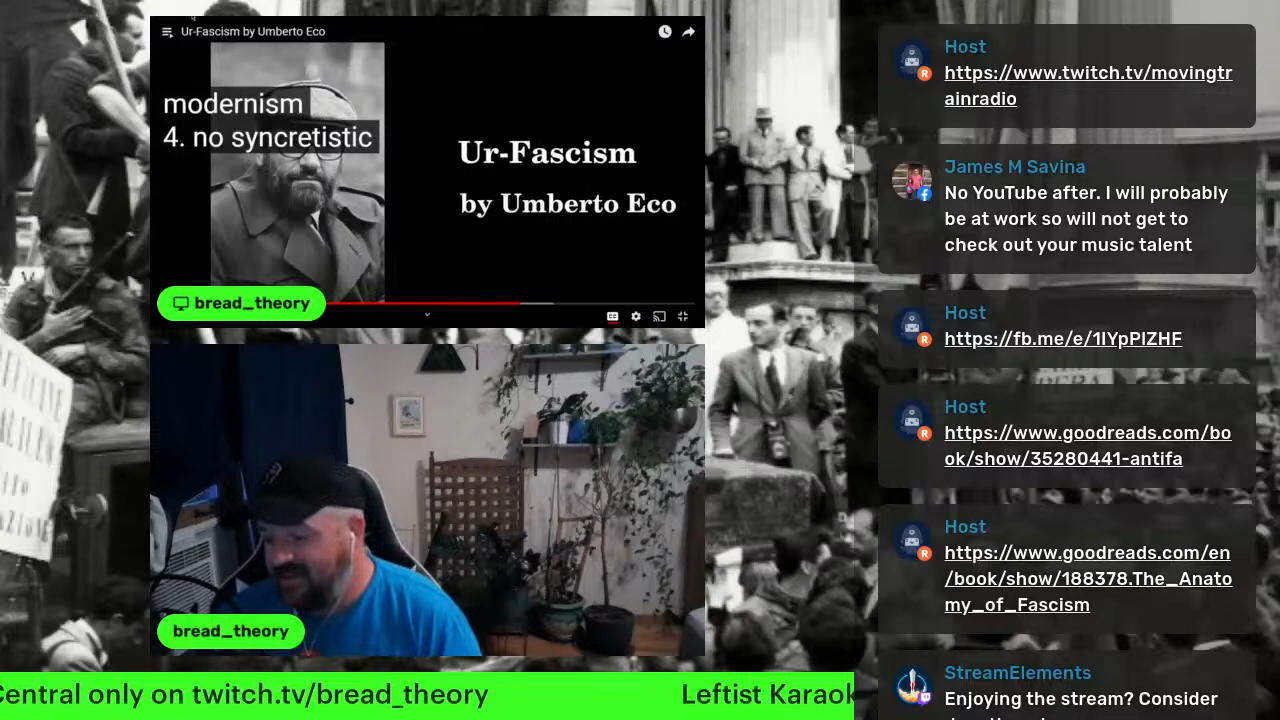 Ur-Fascism by Umberto Eco
modernism
4. no syncretistic
Ur-Fascism
by Umberto Eco
bread_theory
bread_theory
Central only on twitch.tv/bread_theory
Leftist Karaok
Host
https://www.twitch.tv/movingtr
ainradio
James M Savina
No YouTube after. I will probably
be at work so will not get to
check out your music talent
Host
https://fb.me/e/1IYpPlZHF
Host
https://www.goodreads.com/bo
ok/show/35280441-antifa
Host
https://www.goodreads.com/en
/book/show/188378.The_Anato
my_of_Fascism
StreamElements
Enjoying the stream? Consider